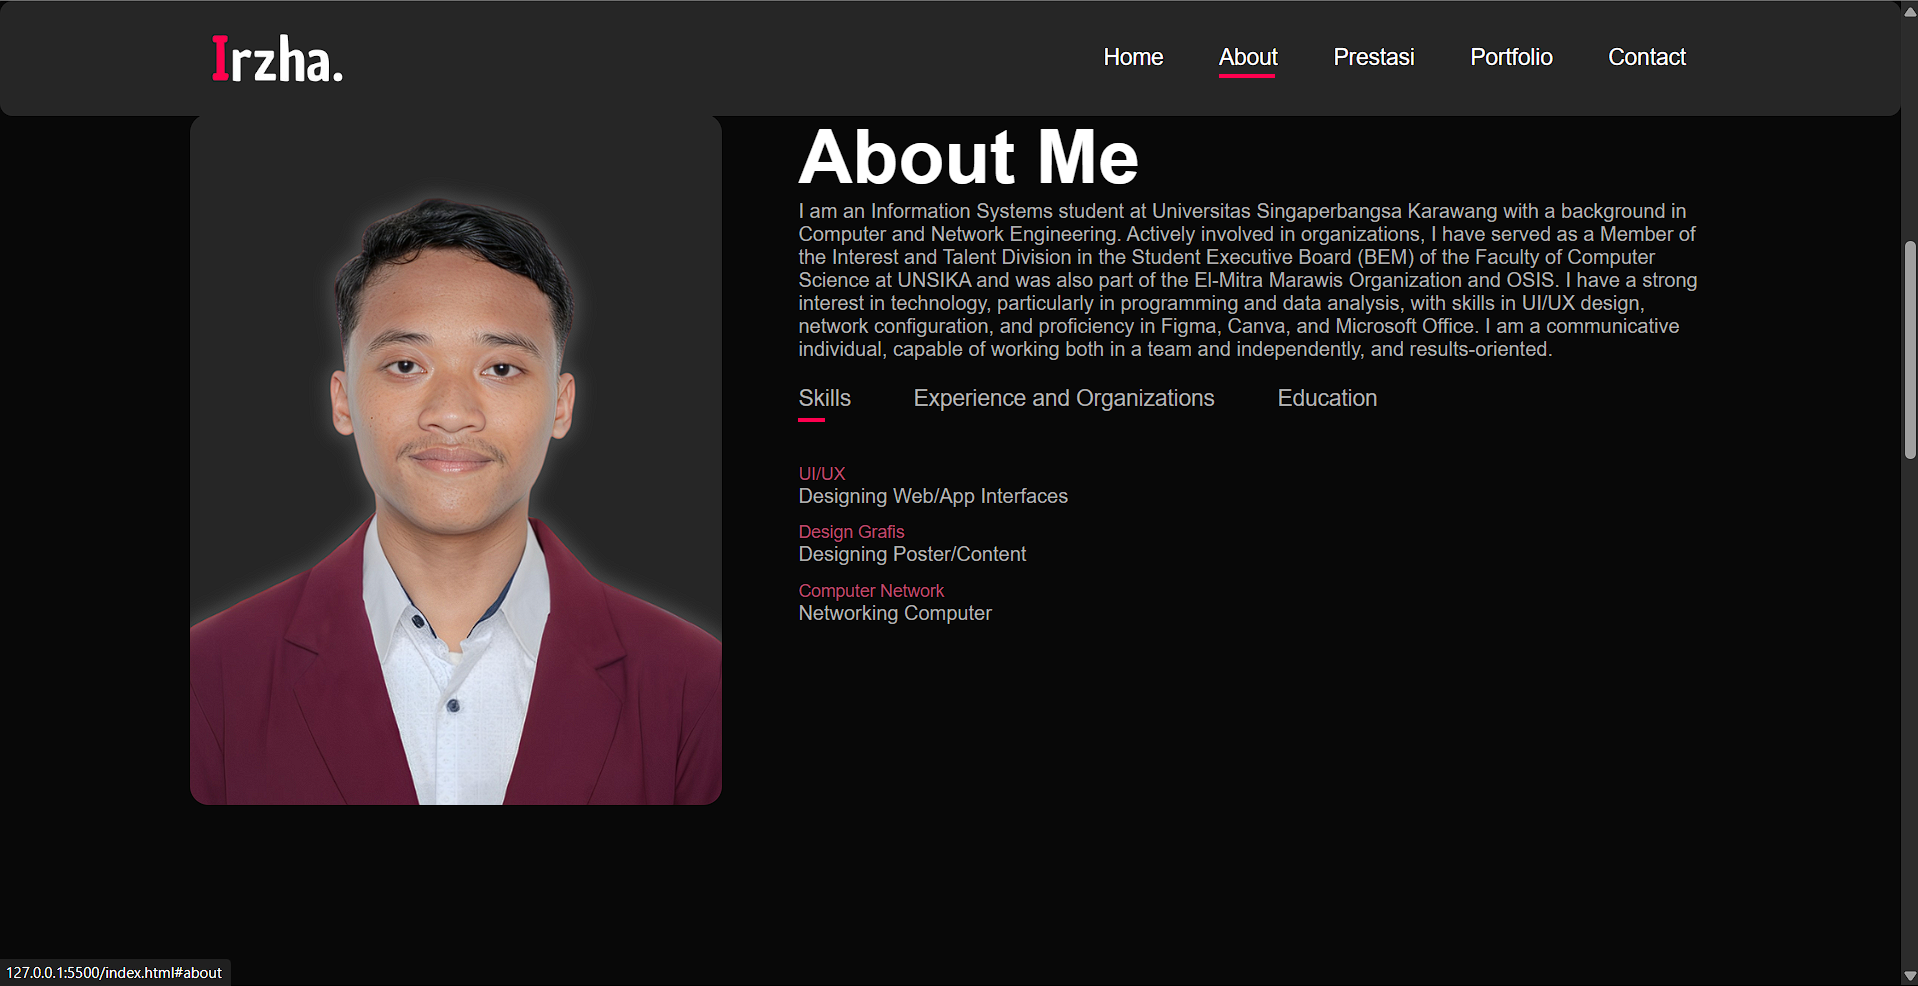 Irzha.
Home
About
Prestasi
Portfolio
Contact
About Me
I am an Information Systems student at Universitas Singaperbangsa Karawang with a background in
Computer and Network Engineering. Actively involved in organizations, I have served as a Member of
the Interest and Talent Division in the Student Executive Board (BEM) of the Faculty of Computer
Science at UNSIKA and was also part of the El-Mitra Marawis Organization and OSIS. I have a strong
interest in technology, particularly in programming and data analysis, with skills in UI/UX design,
network configuration, and proficiency in Figma, Canva, and Microsoft Office. I am a communicative
individual, capable of working both in a team and independently, and results-oriented.
Skills
Experience and Organizations
Education
UI/UX
Designing Web/App Interfaces
Design Grafis
Designing Poster/Content
Computer Network
Networking Computer
127.0.0.1:5500/index.html#about